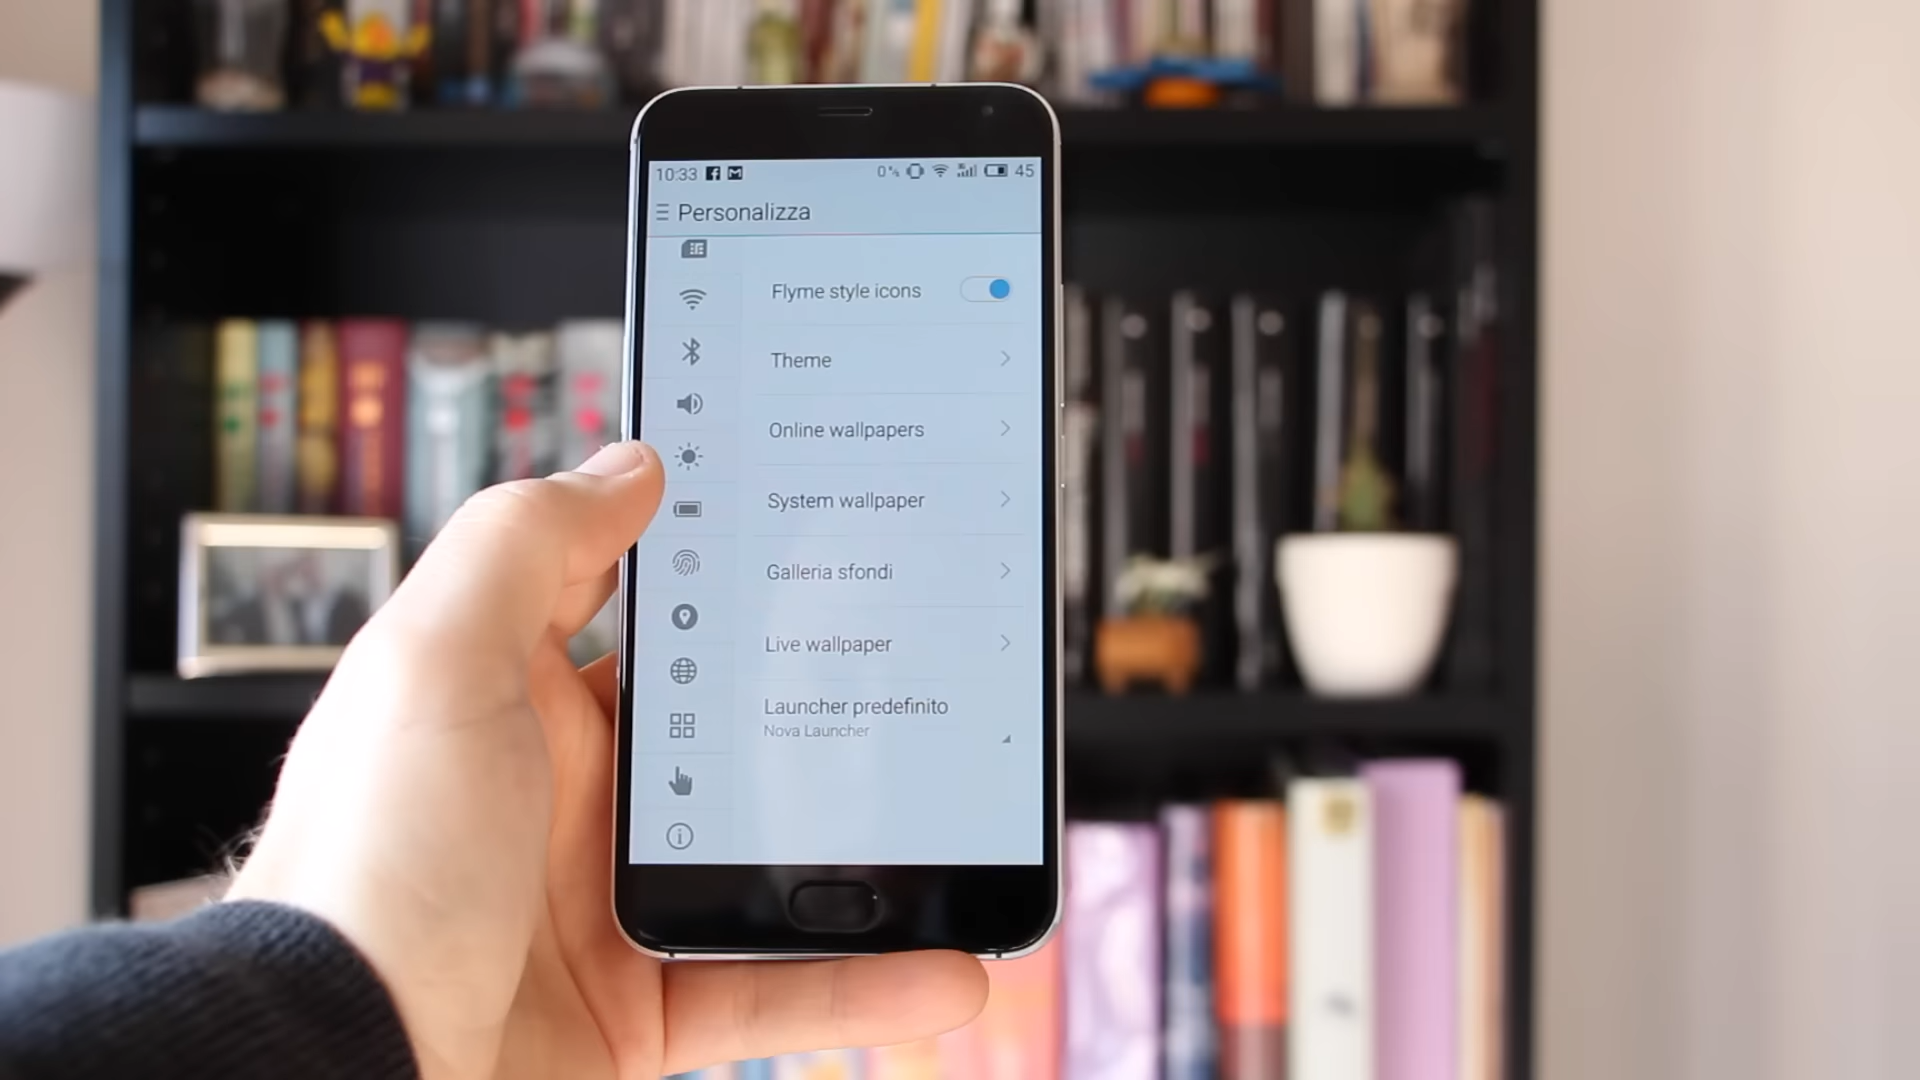 10:33 0% 45
Personalizza
Flyme style icons
Theme
Online wallpapers
System wallpaper
Galleria sfondi
Live wallpaper
Launcher predefinito
Nova Launcher